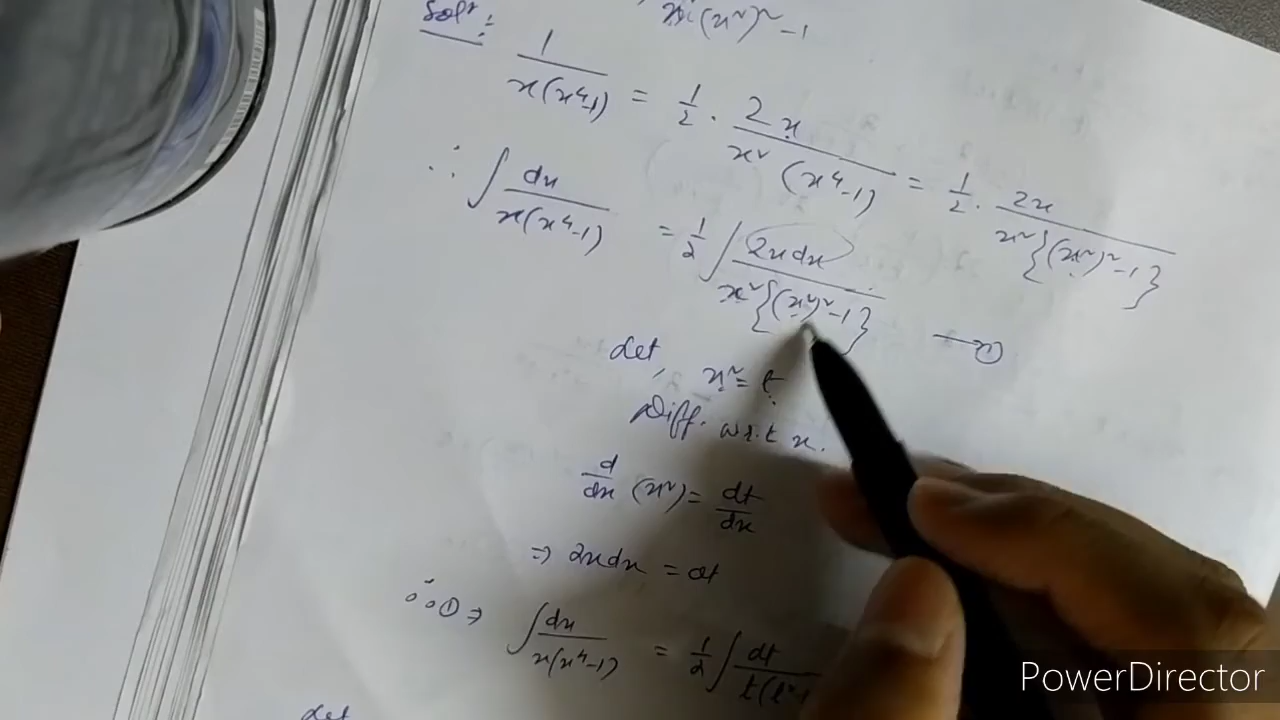 (x²)² - 1
Solⁿ:
1/x(x⁴-1) = 1/2 · 2x/x²(x⁴-1) = 1/2 · 2x/x²{(x²)²-1}
∴ ∫ dx/x(x⁴-1) = 1/2 ∫ 2x dx/x²{(x²)²-1} — ①
Let, x² = t
Diff. w.r.t x.
d/dx (x²) = dt/dx
⇒ 2x dx = dt
∴ ① ⇒ ∫ dx/x(x⁴-1) = 1/2 ∫ dt/t(t²-1
Let
PowerDirector